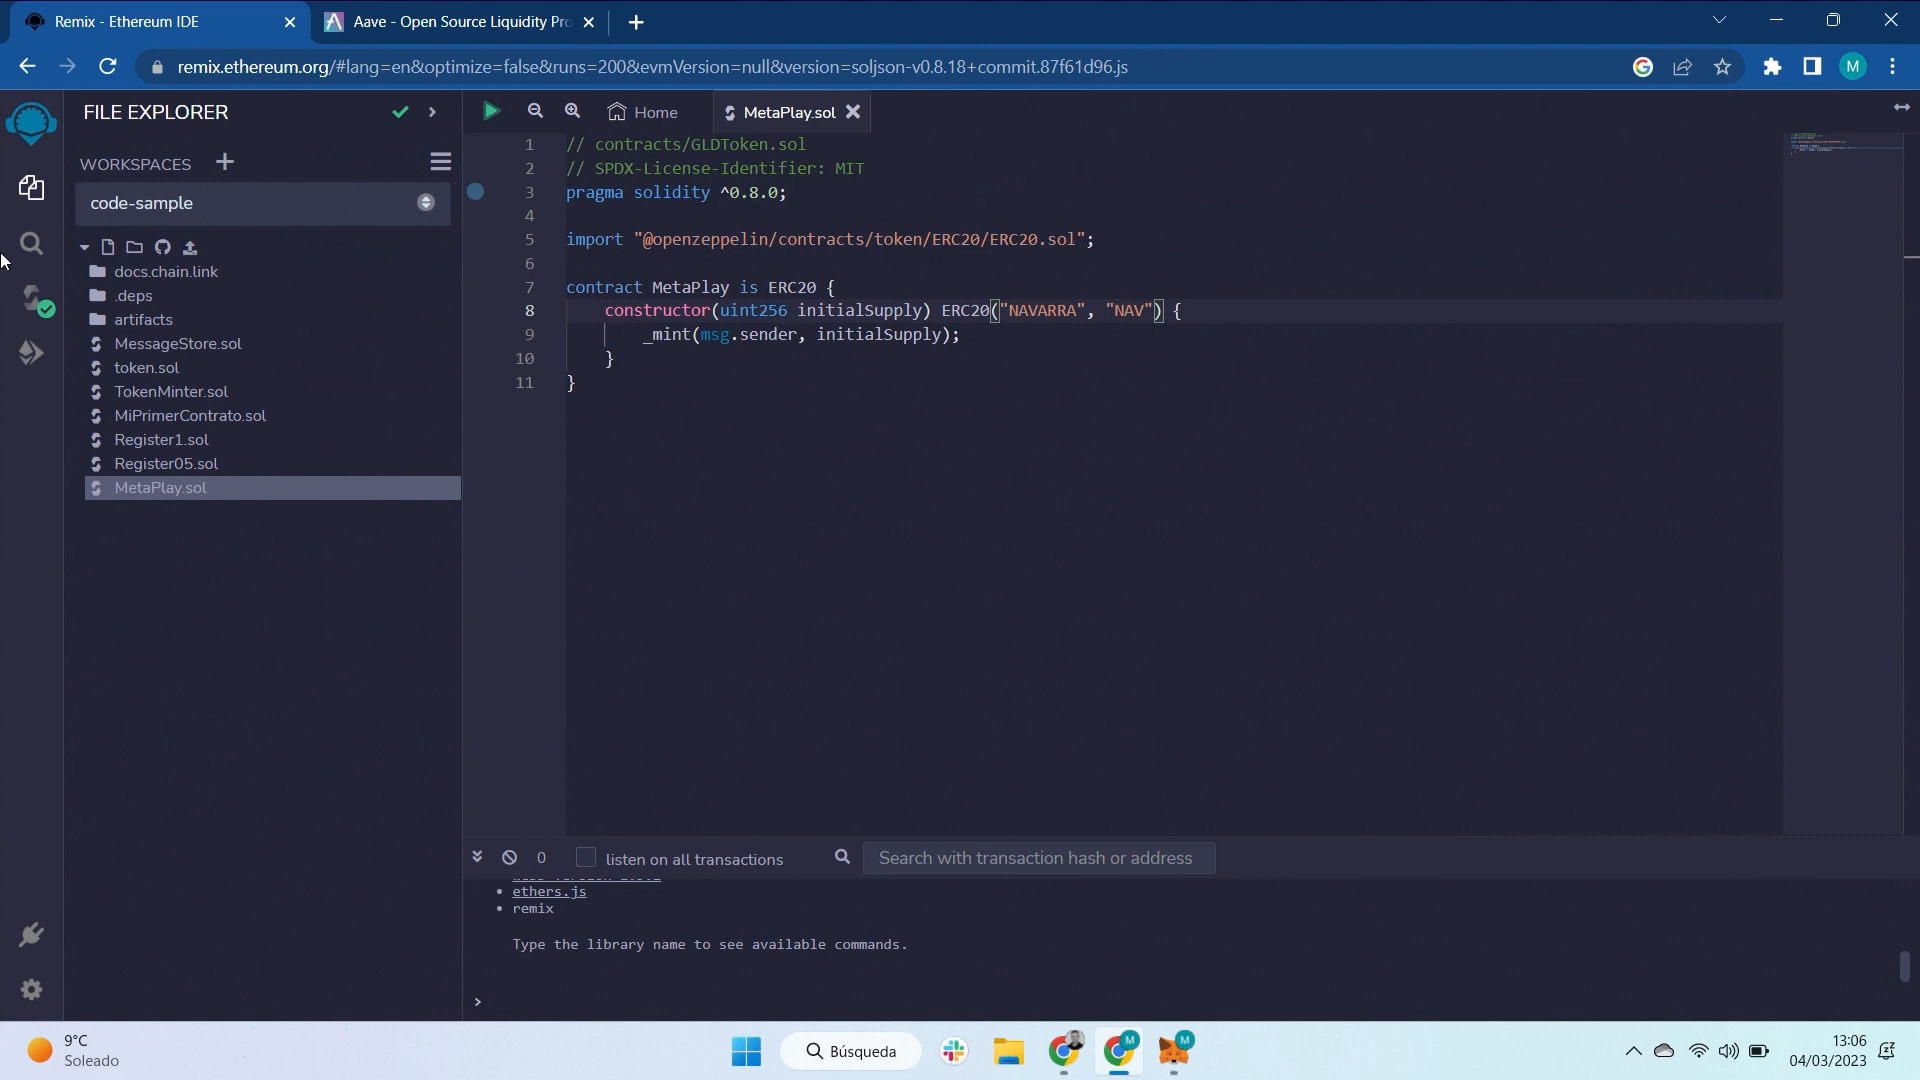 Remix - Ethereum IDE
Aave - Open Source Liquidity Pro
remix.ethereum.org/#lang=en&optimize=false&runs=200&evmVersion=null&version=soljson-v0.8.18+commit.87f61d96.js
M
FILE EXPLORER
Home
MetaPlay.sol
WORKSPACES
code-sample
docs.chain.link
.deps
artifacts
MessageStore.sol
token.sol
TokenMinter.sol
MiPrimerContrato.sol
Register1.sol
Register05.sol
MetaPlay.sol
1 // contracts/GLDToken.sol
2 // SPDX-License-Identifier: MIT
3 pragma solidity ^0.8.0;
4
5 import "@openzeppelin/contracts/token/ERC20/ERC20.sol";
6
7 contract MetaPlay is ERC20 {
8 constructor(uint256 initialSupply) ERC20("NAVARRA", "NAV") {
9 _mint(msg.sender, initialSupply);
10 }
11 }
0 listen on all transactions Search with transaction hash or address
• ethers.js
• remix
Type the library name to see available commands.
>
9°C
Soleado
Búsqueda
M
M
13:06
04/03/2023